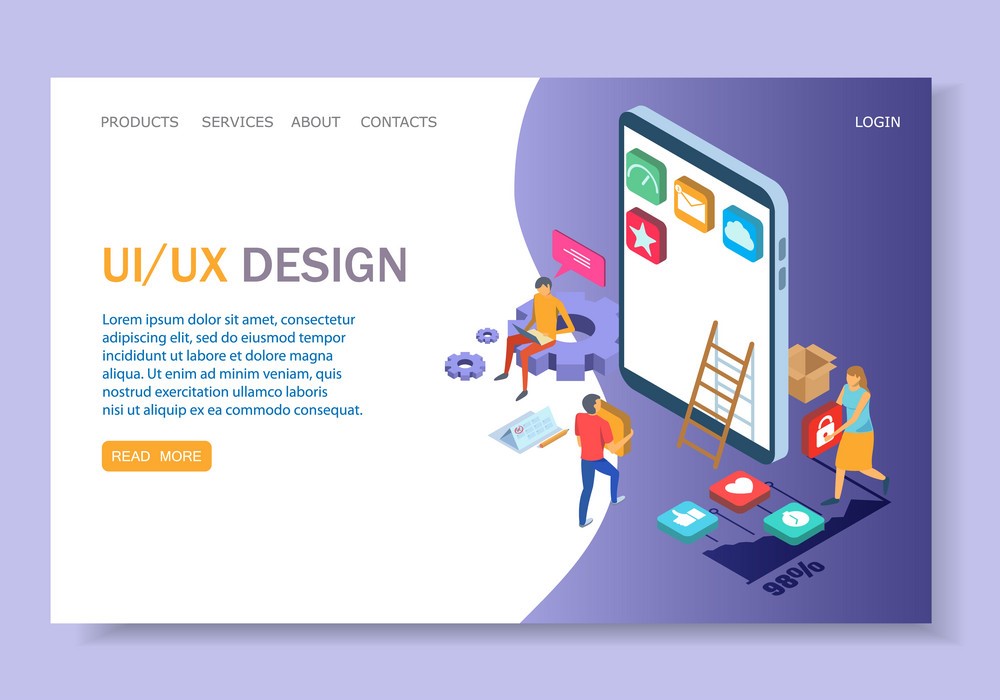 PRODUCTS SERVICES ABOUT CONTACTS LOGIN
UI/UX DESIGN
Lorem ipsum dolor sit amet, consectetur
adipiscing elit, sed do eiusmod tempor
incididunt ut labore et dolore magna
aliqua. Ut enim ad minim veniam, quis
nostrud exercitation ullamco laboris
nisi ut aliquip ex ea commodo consequat.
READ MORE
98%